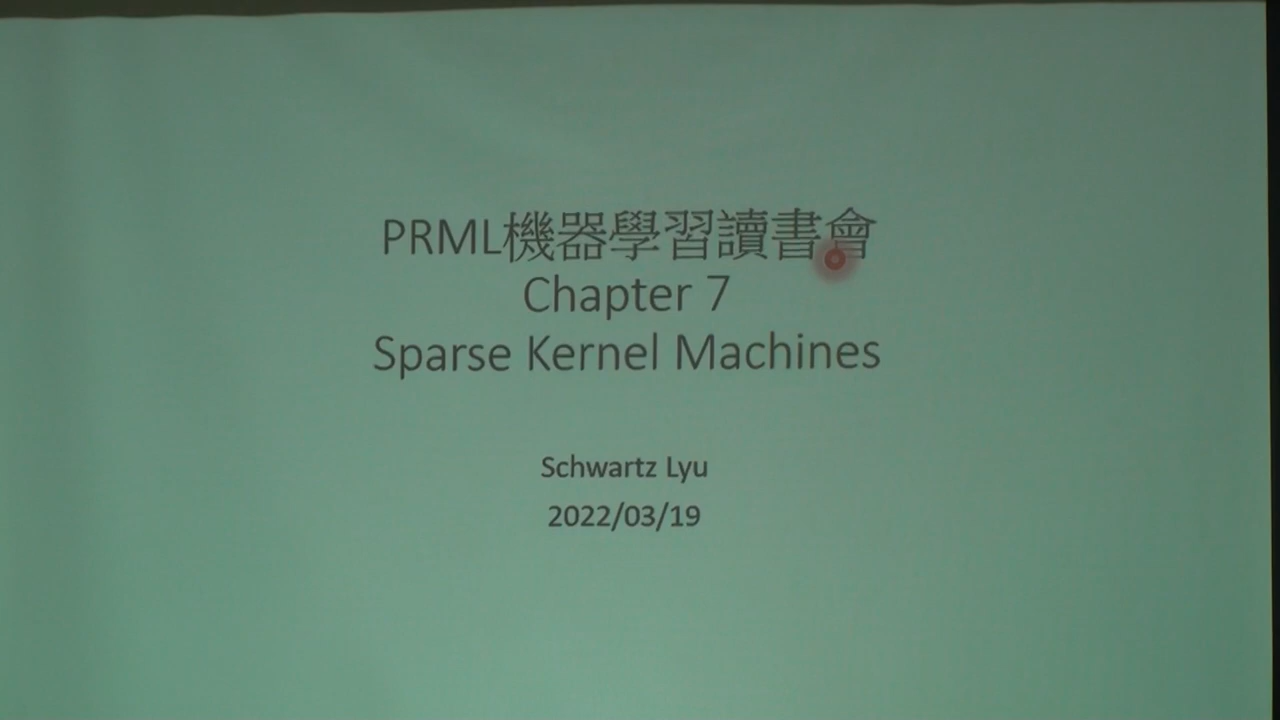 PRML機器學習讀書會
Chapter 7
Sparse Kernel Machines
Schwartz Lyu
2022/03/19